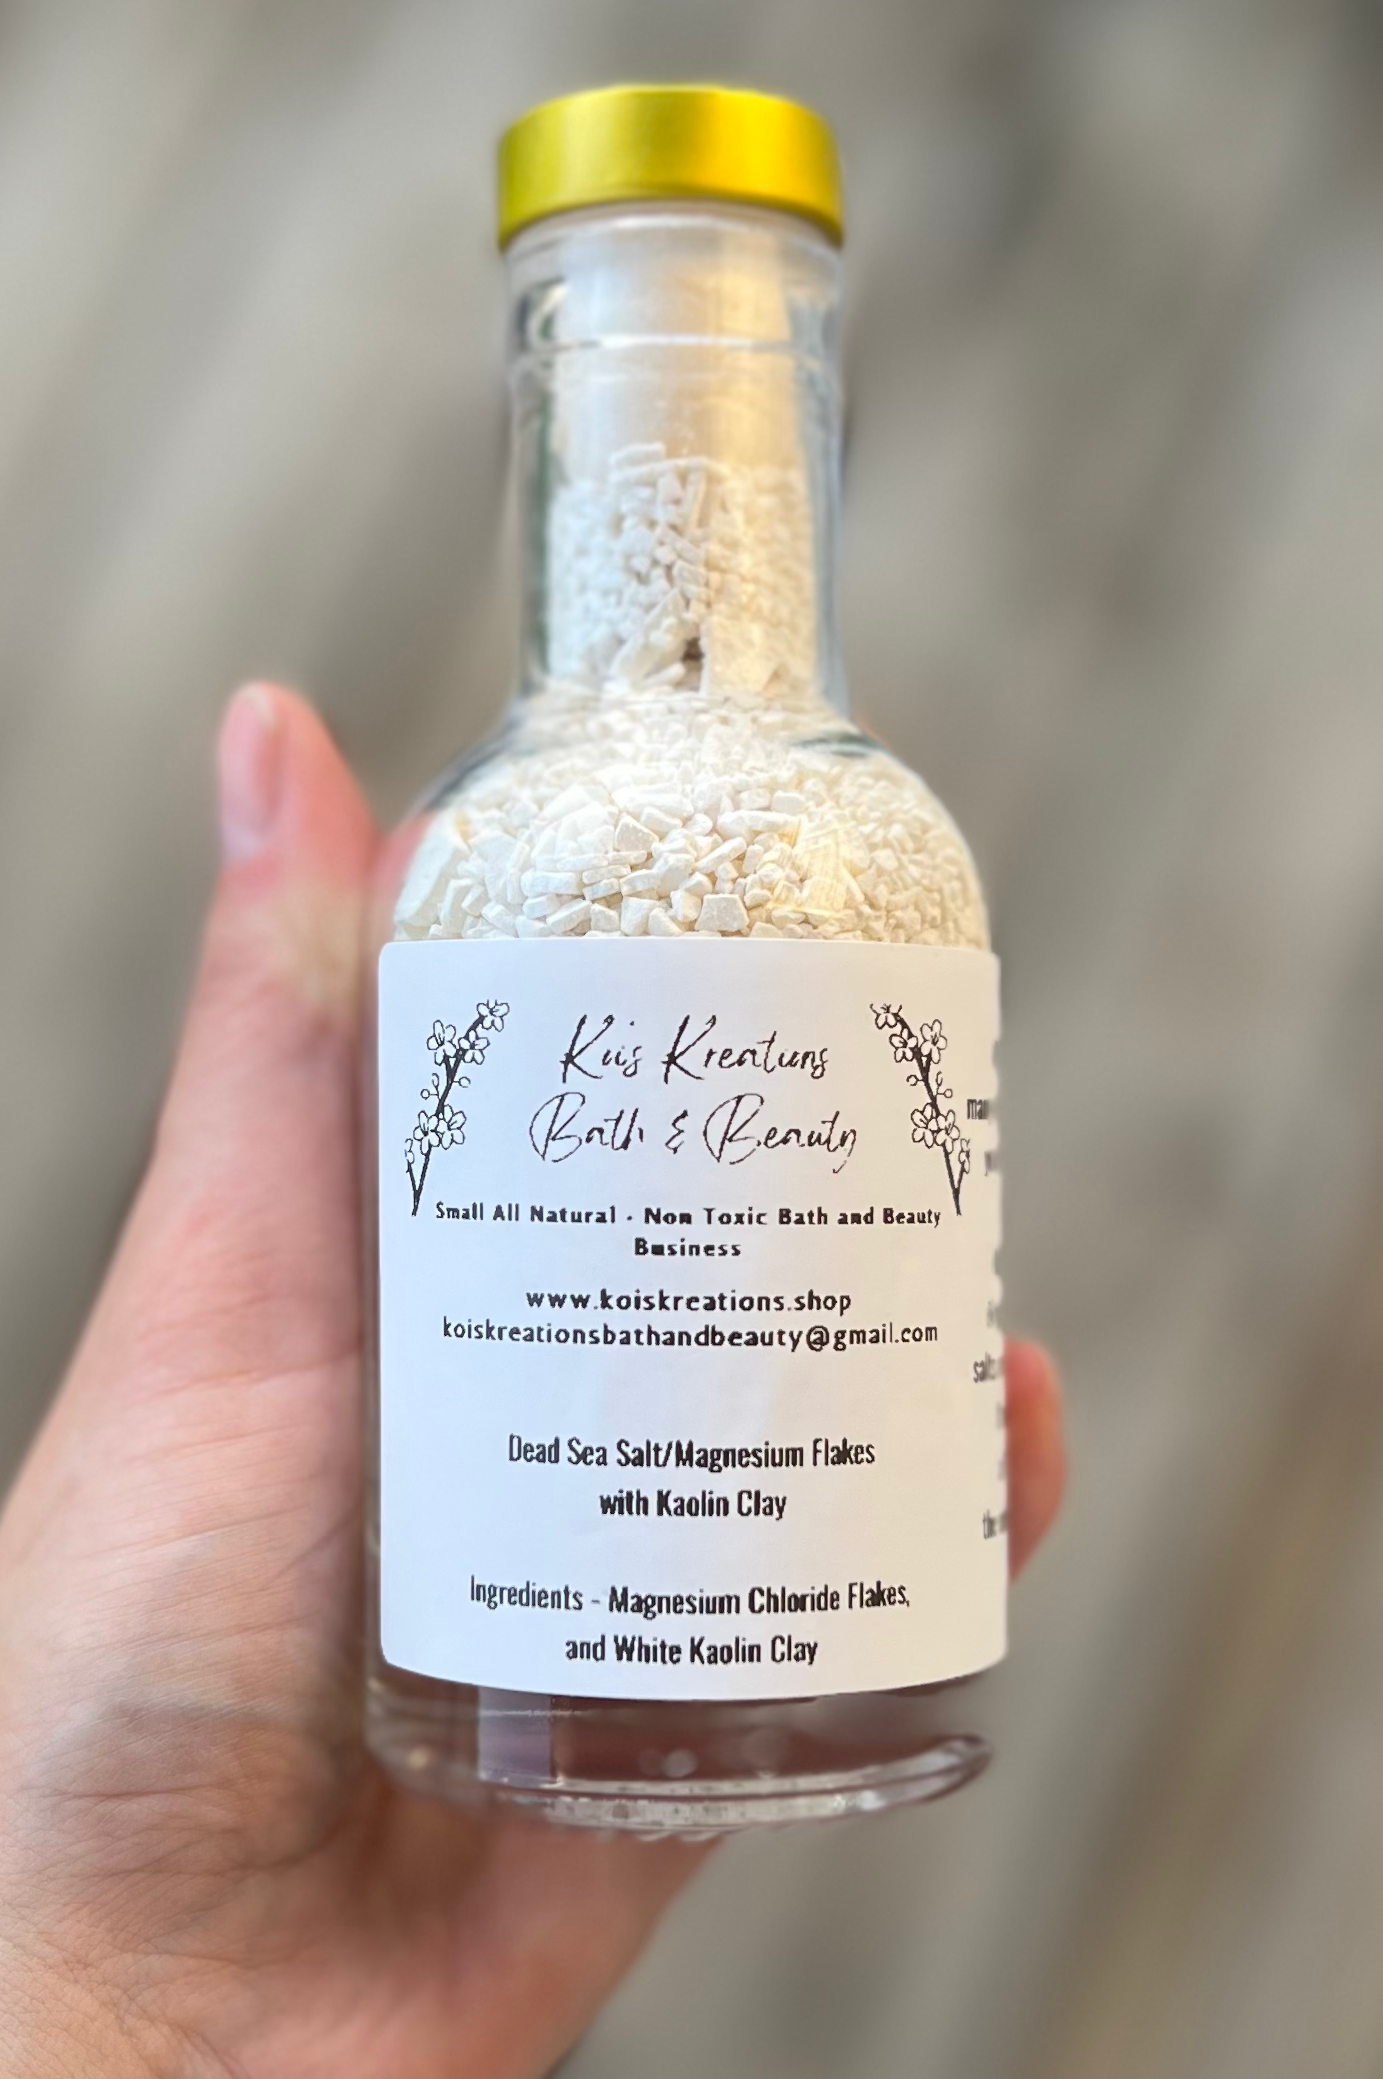 Kois Kreations
Bath & Beauty
Small All Natural - Non Toxic Bath and Beauty
Business
www.koiskreations.shop
koiskreationsbathandbeauty@gmail.com
Dead Sea Salt/Magnesium Flakes
with Kaolin Clay
Ingredients - Magnesium Chloride Flakes,
and White Kaolin Clay